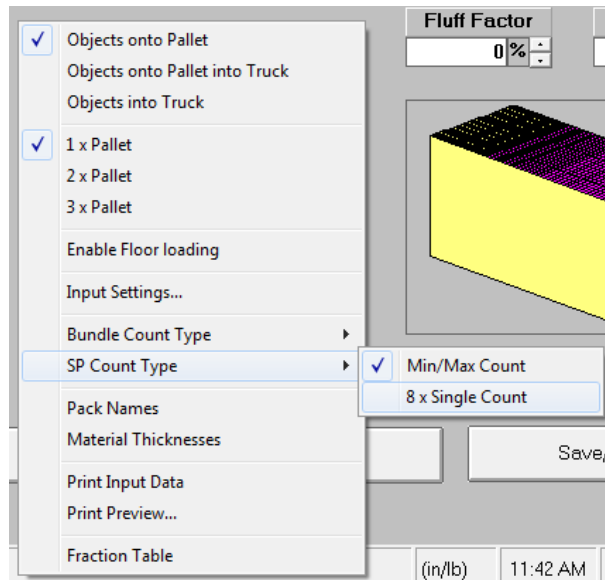 Fluff Factor
0 %
Objects onto Pallet
Objects onto Pallet into Truck
Objects into Truck
1 x Pallet
2 x Pallet
3 x Pallet
Enable Floor loading
Input Settings...
Bundle Count Type
SP Count Type
Min/Max Count
8 x Single Count
Pack Names
Material Thicknesses
Save/
Print Input Data
Print Preview...
Fraction Table
(in/lb)
11:42 AM